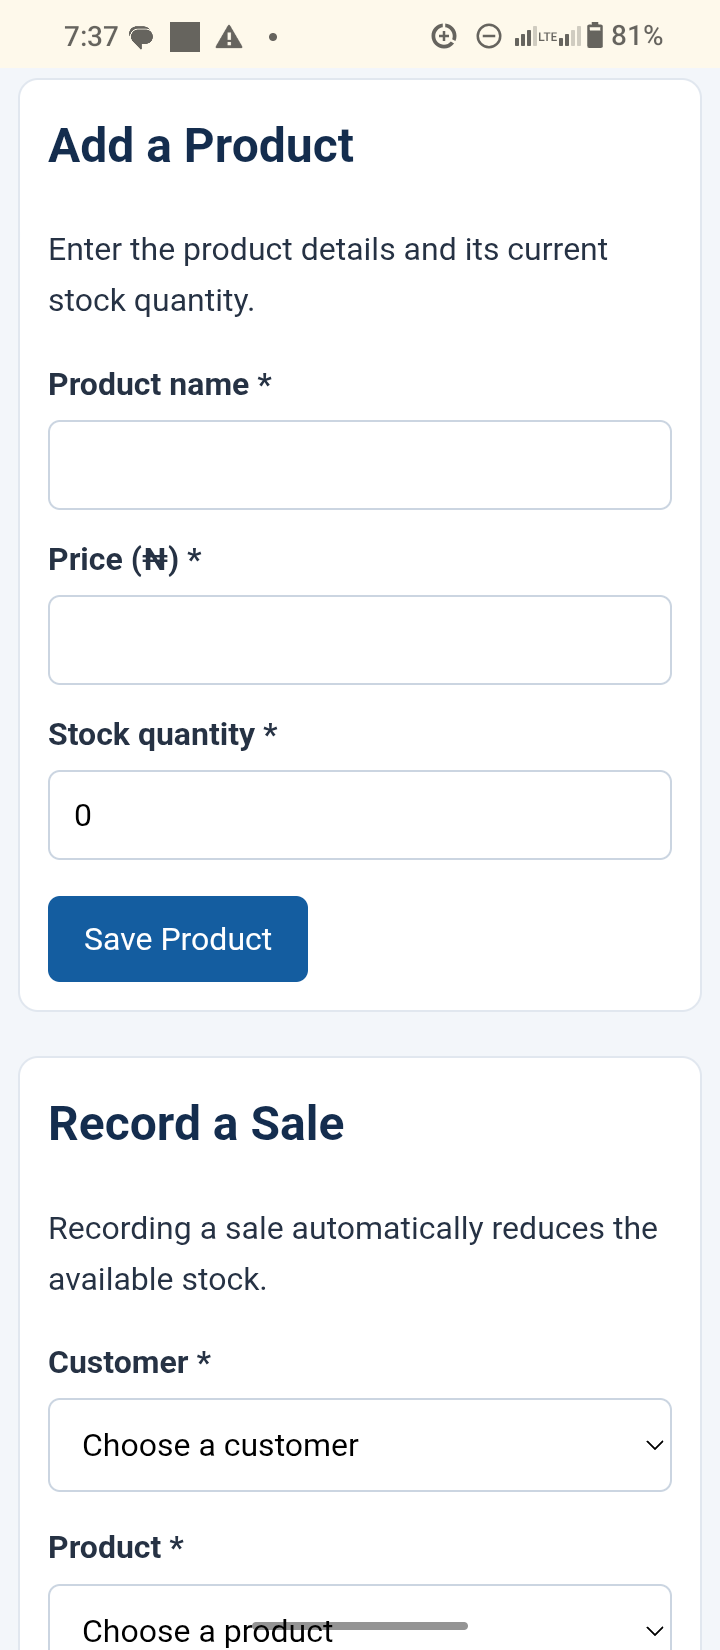 7:37 LTE 81%
Add a Product
Enter the product details and its current
stock quantity.
Product name *
Price (₦) *
Stock quantity *
0
Save Product
Record a Sale
Recording a sale automatically reduces the
available stock.
Customer *
Choose a customer
Product *
Choose a product